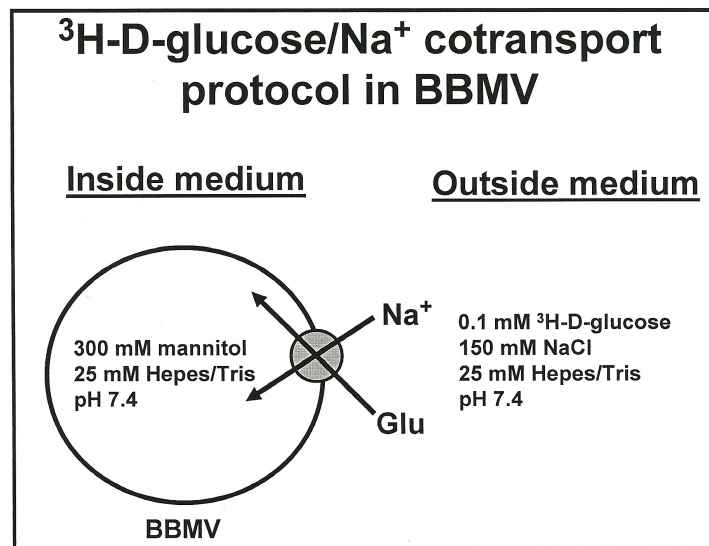 ³H-D-glucose/Na⁺ cotransport
protocol in BBMV
Inside medium
Outside medium
300 mM mannitol
25 mM Hepes/Tris
pH 7.4
Na⁺
Glu
0.1 mM ³H-D-glucose
150 mM NaCl
25 mM Hepes/Tris
pH 7.4
BBMV